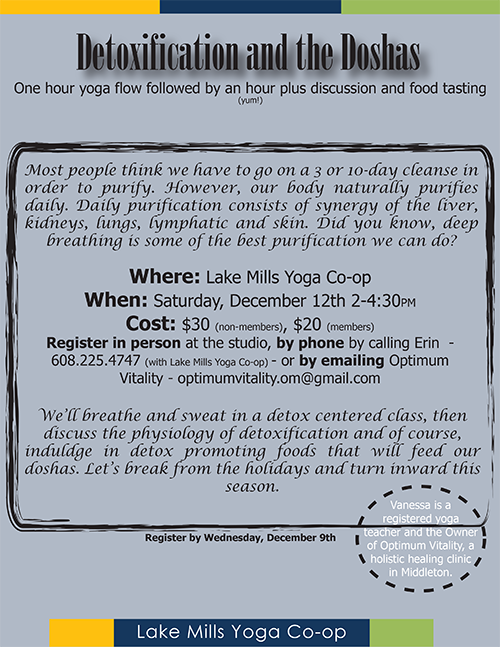 Detoxification and the Doshas
One hour yoga flow followed by an hour plus discussion and food tasting
(yum!)
Most people think we have to go on a 3 or 10-day cleanse in
order to purify. However, our body naturally purifies
daily. Daily purification consists of synergy of the liver,
kidneys, lungs, lymphatic and skin. Did you know, deep
breathing is some of the best purification we can do?
Where: Lake Mills Yoga Co-op
When: Saturday, December 12th 2-4:30PM
Cost: $30 (non-members), $20 (members)
Register in person at the studio, by phone by calling Erin -
608.225.4747 (with Lake Mills Yoga Co-op) - or by emailing Optimum
Vitality - optimumvitality.om@gmail.com
We'll breathe and sweat in a detox centered class, then
discuss the physiology of detoxification and of course,
induldge in detox promoting foods that will feed our
doshas. Let's break from the holidays and turn inward this
season.
Register by Wednesday, December 9th
Vanessa is a
registered yoga
teacher and the Owner
of Optimum Vitality, a
holistic healing clinic
in Middleton.
Lake Mills Yoga Co-op